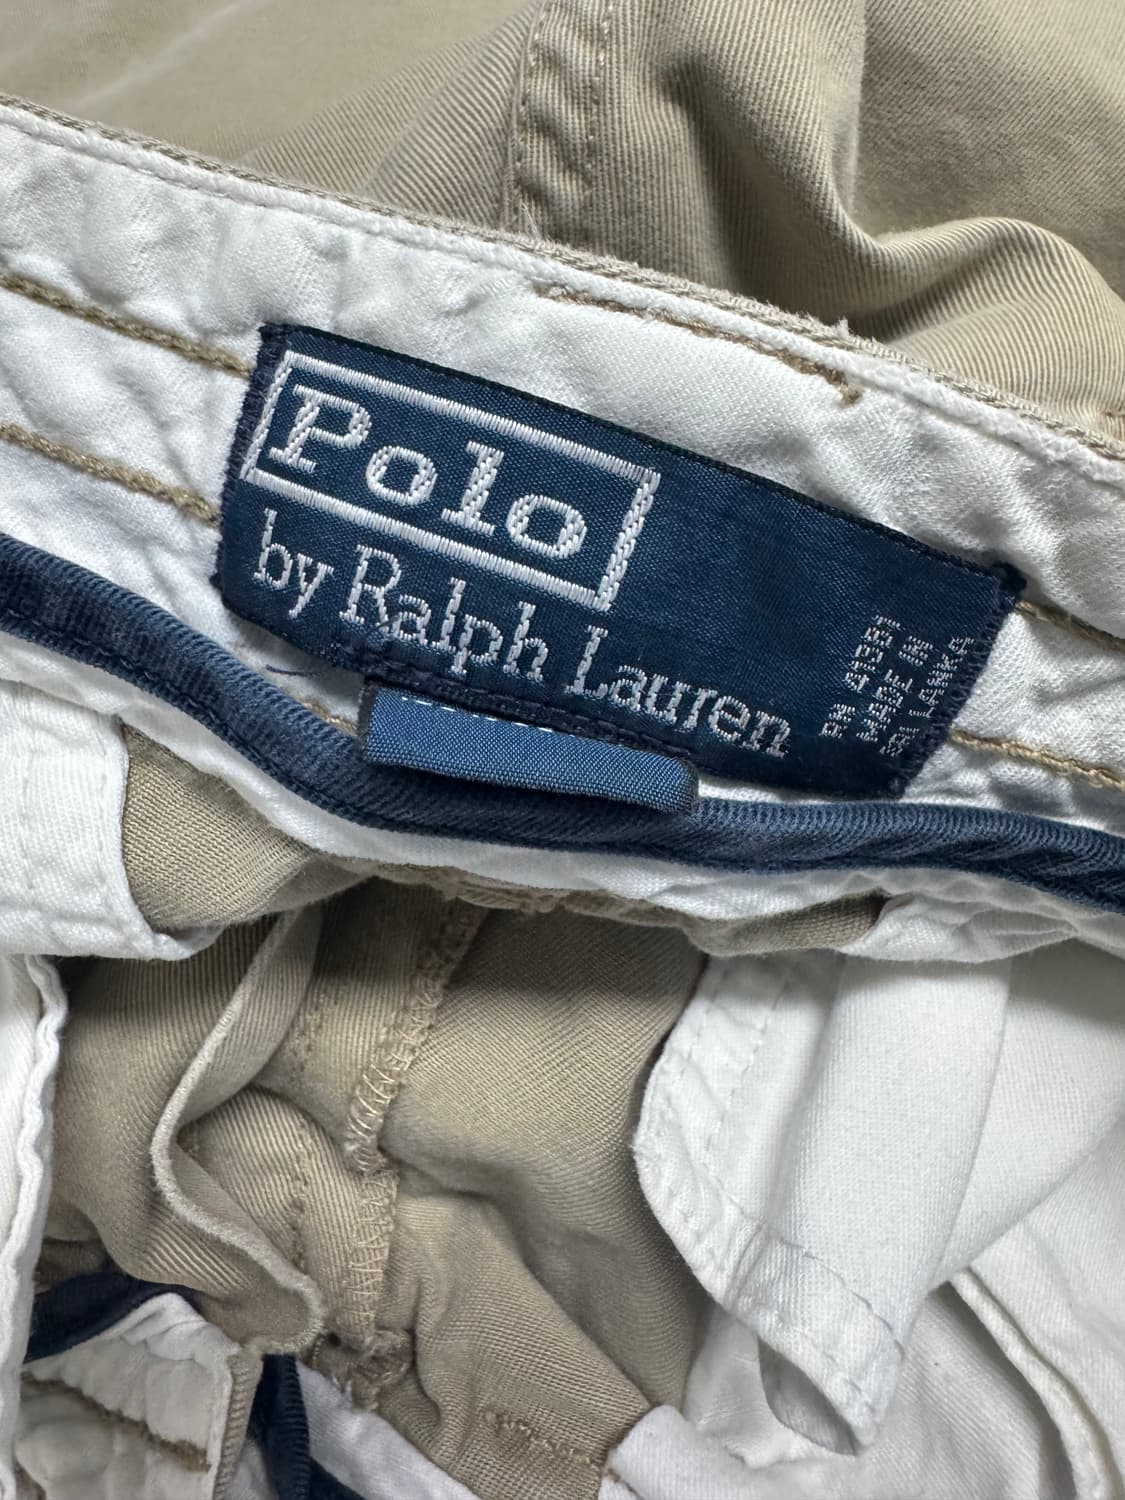 Polo
by Ralph Lauren
RN 41381
MADE IN
SRI LANKA